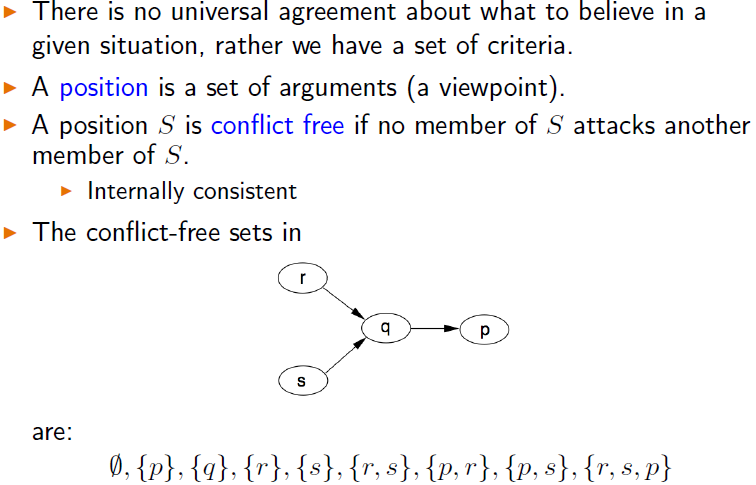 ▶ There is no universal agreement about what to believe in a
given situation, rather we have a set of criteria.
▶ A position is a set of arguments (a viewpoint).
▶ A position S is conflict free if no member of S attacks another
member of S.
▶ Internally consistent
▶ The conflict-free sets in
r
q
p
s
are:
∅, {p}, {q}, {r}, {s}, {r, s}, {p, r}, {p, s}, {r, s, p}